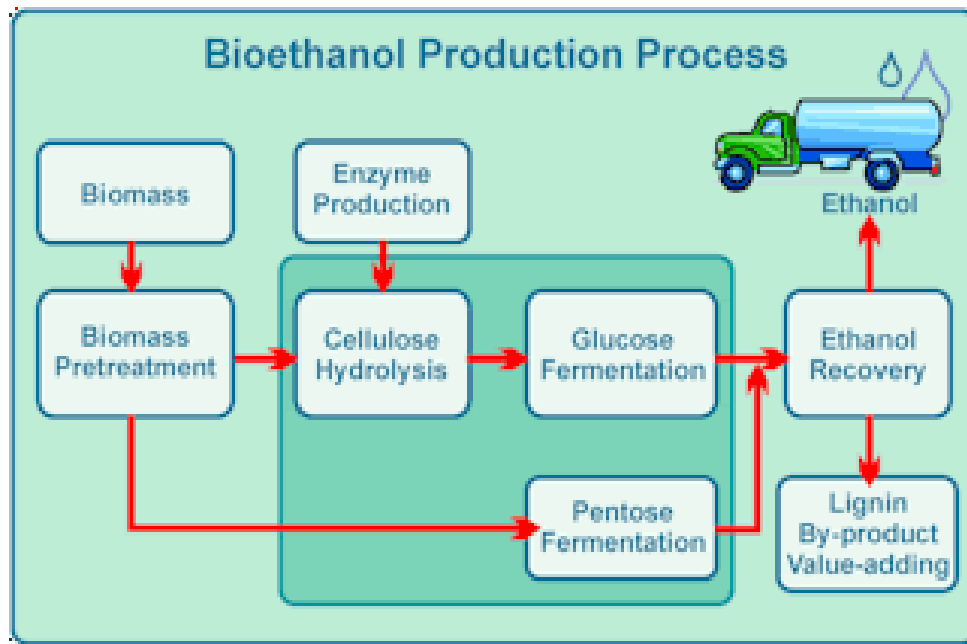 Bioethanol Production Process
Biomass
Enzyme
Production
Ethanol
Biomass
Pretreatment
Cellulose
Hydrolysis
Glucose
Fermentation
Ethanol
Recovery
Pentose
Fermentation
Lignin
By-product
Value-adding